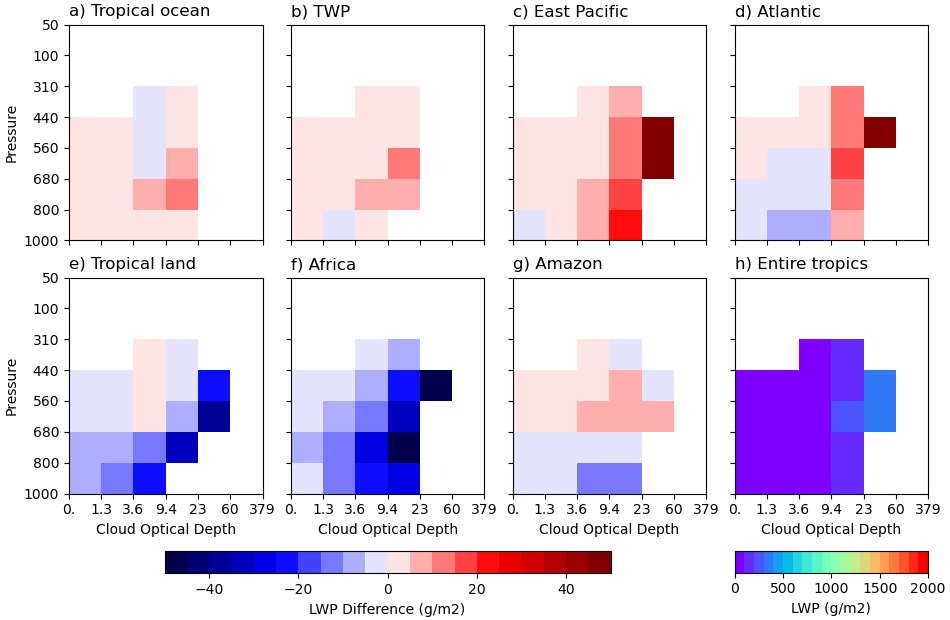 a) Tropical ocean
b) TWP
c) East Pacific
d) Atlantic
50
100
310
440
560
680
800
1000
Pressure
e) Tropical land
f) Africa
g) Amazon
h) Entire tropics
50
100
310
440
560
680
800
1000
Pressure
0. 1.3 3.6 9.4 23 60 379
0. 1.3 3.6 9.4 23 60 379
0. 1.3 3.6 9.4 23 60 379
0. 1.3 3.6 9.4 23 60 379
Cloud Optical Depth
Cloud Optical Depth
Cloud Optical Depth
Cloud Optical Depth
−40 −20 0 20 40
LWP Difference (g/m2)
0 500 1000 1500 2000
LWP (g/m2)